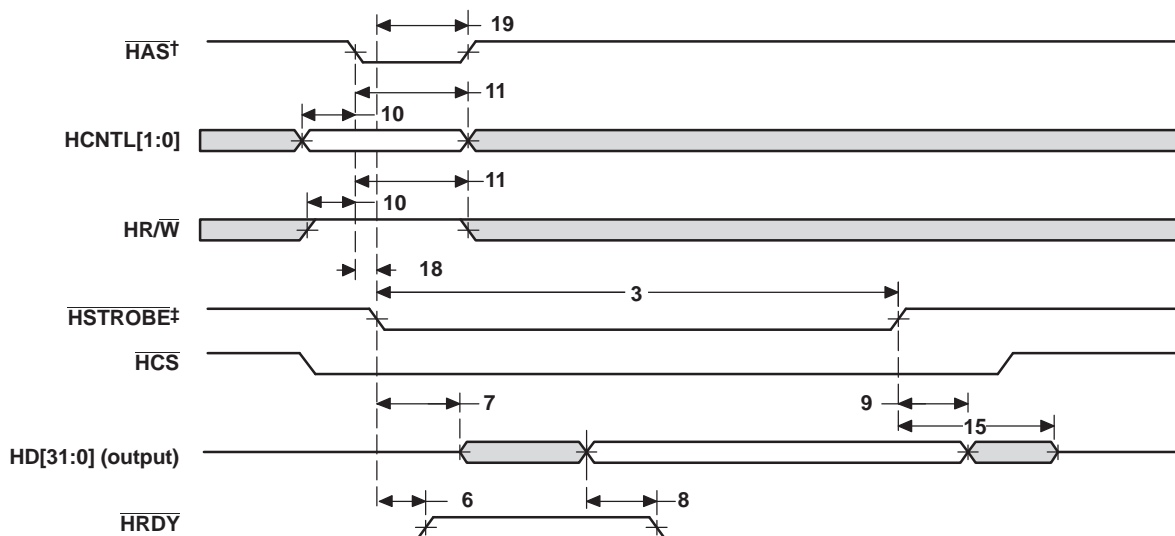 19
HAS†
11
10
HCNTL[1:0]
11
10
HR/W
18
3
HSTROBE‡
HCS
7
9
15
HD[31:0] (output)
6
8
HRDY